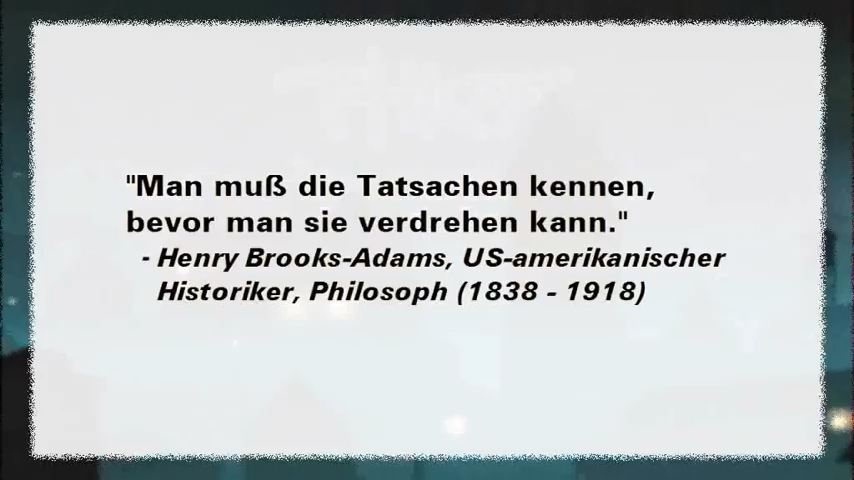 "Man muß die Tatsachen kennen,
bevor man sie verdrehen kann."
- Henry Brooks-Adams, US-amerikanischer
Historiker, Philosoph (1838 - 1918)